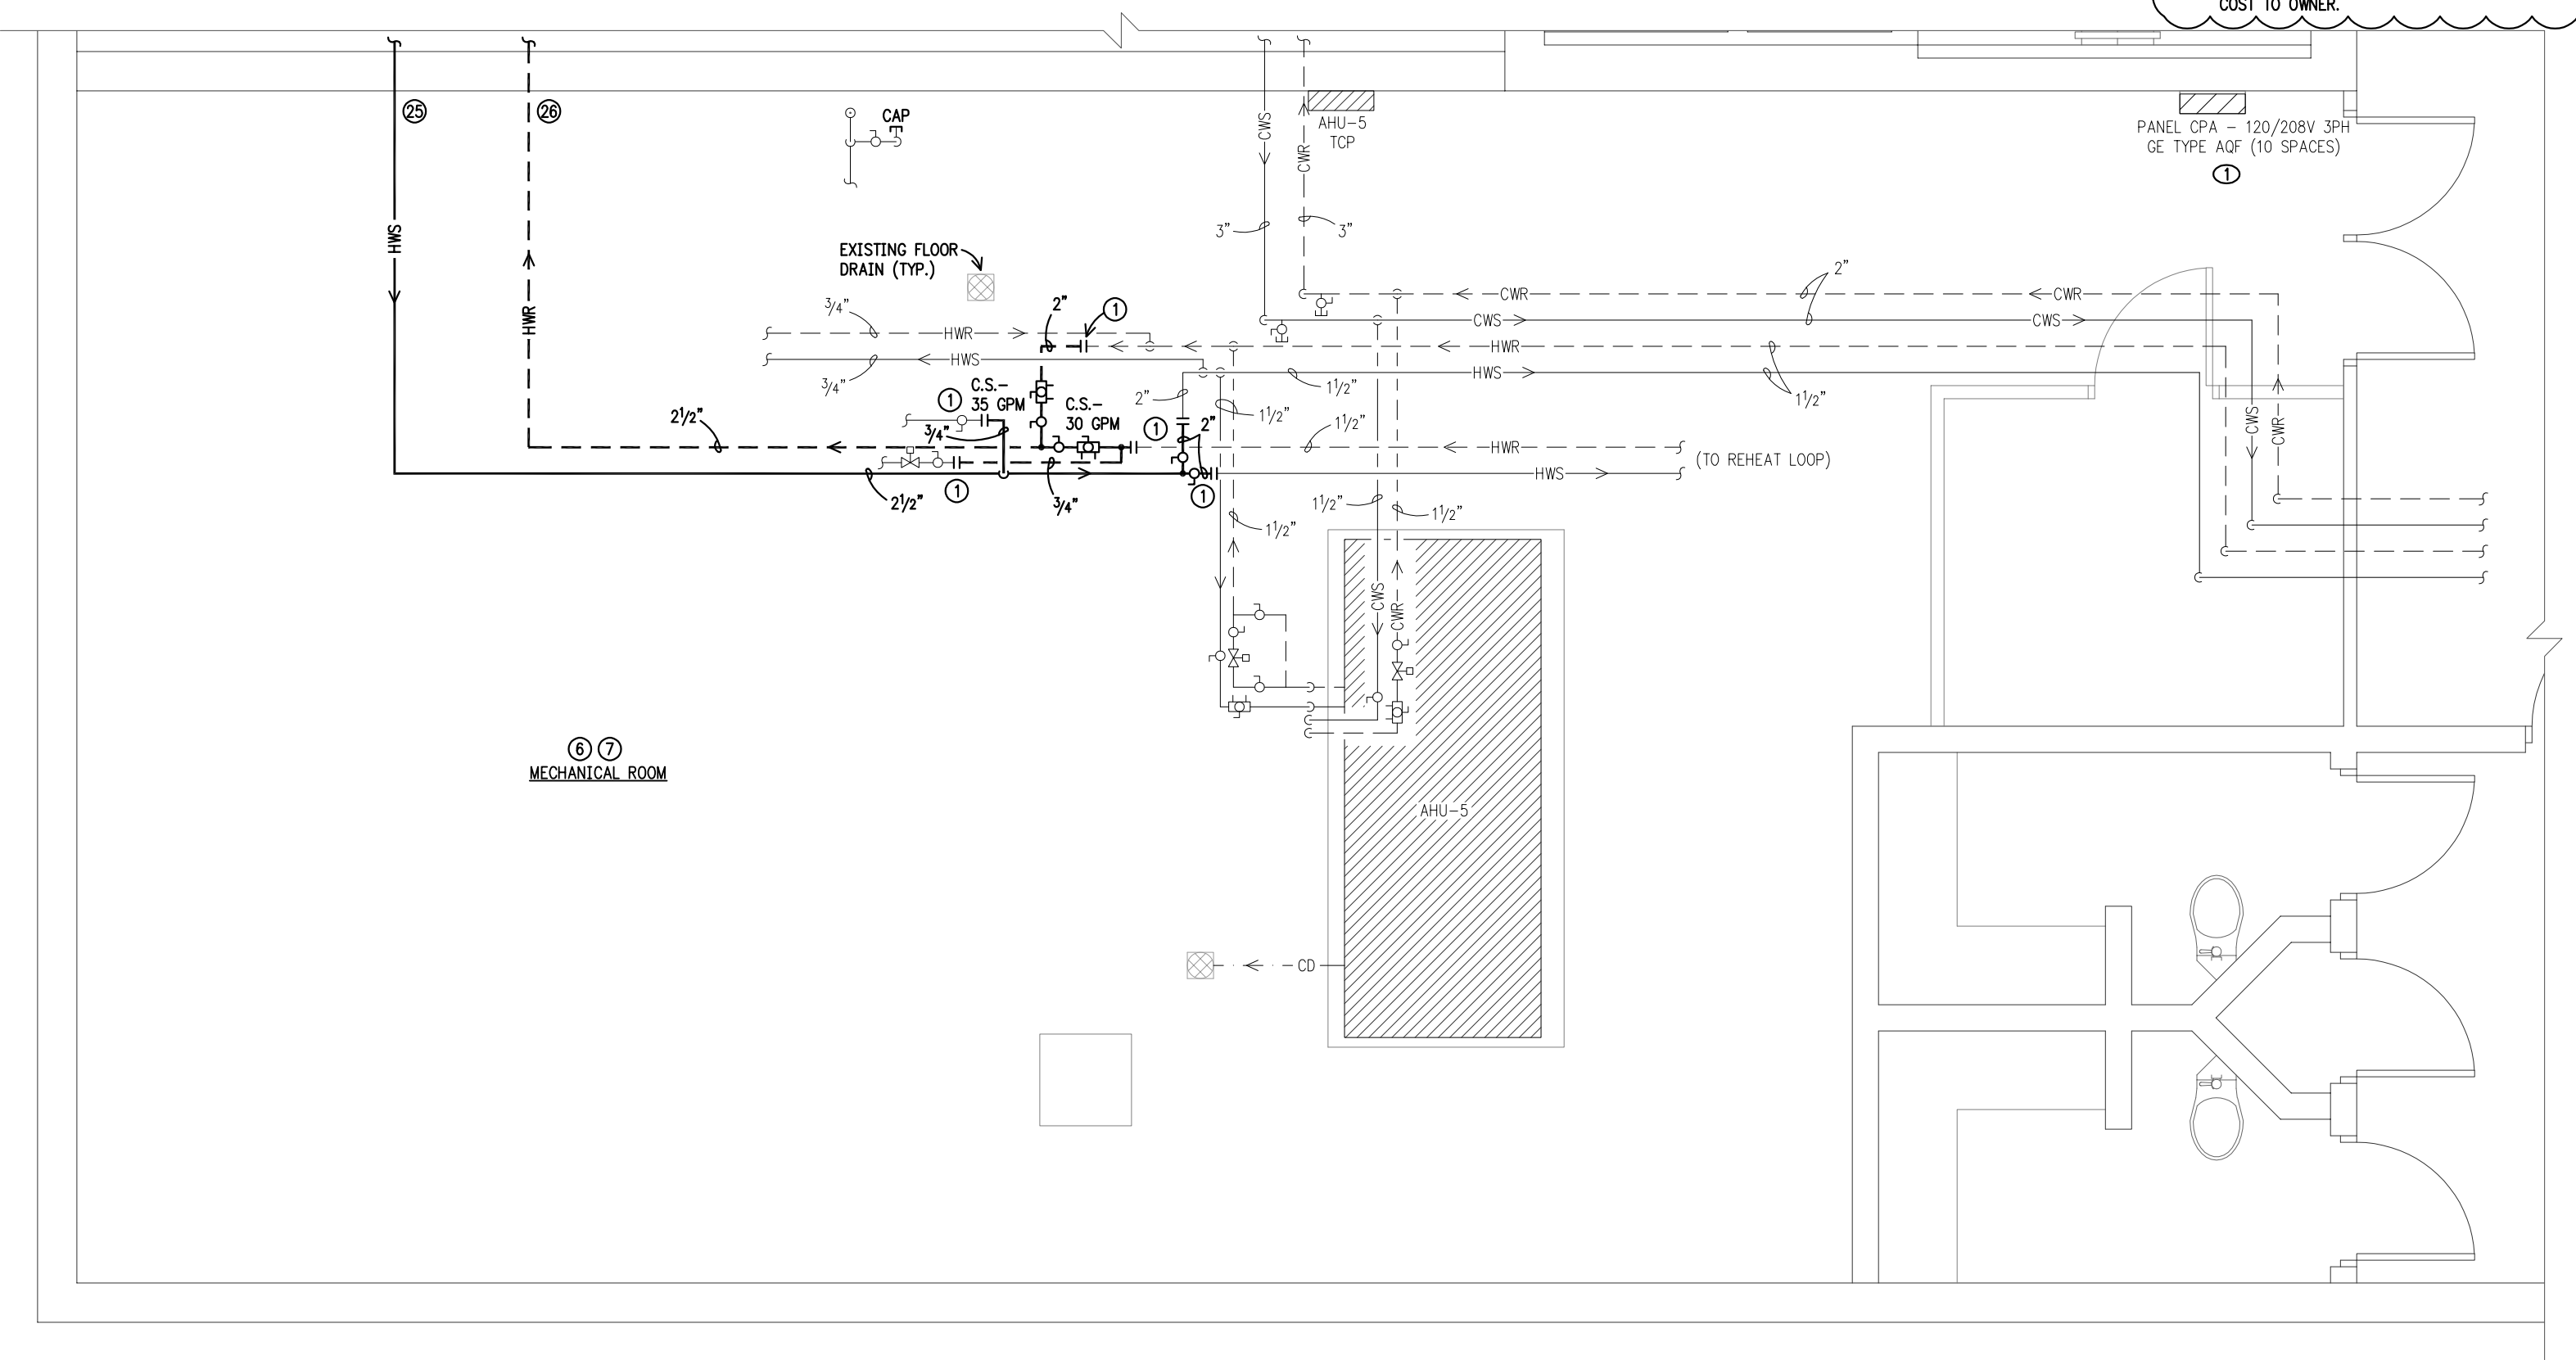 COST TO OWNER.
25
26
CAP
CWS
CWR
AHU-5
TCP
PANEL CPA - 120/208V 3PH
GE TYPE AQF (10 SPACES)
1
HWS
HWR
3"
3"
EXISTING FLOOR
DRAIN (TYP.)
2"
3/4"
2"
1
CWR
CWR
CWS
CWS
HWR
HWR
HWS
HWS
3/4"
1 1/2"
1 1/2"
C.S.-
35 GPM
1
2"
C.S.-
30 GPM
1 1/2"
1 1/2"
2 1/2"
3/4"
1
2"
HWR
CWS
CWR
(TO REHEAT LOOP)
HWS
2 1/2"
1
3/4"
1
1 1/2"
1 1/2"
1 1/2"
CWS
CWR
6 7
MECHANICAL ROOM
AHU-5
CD